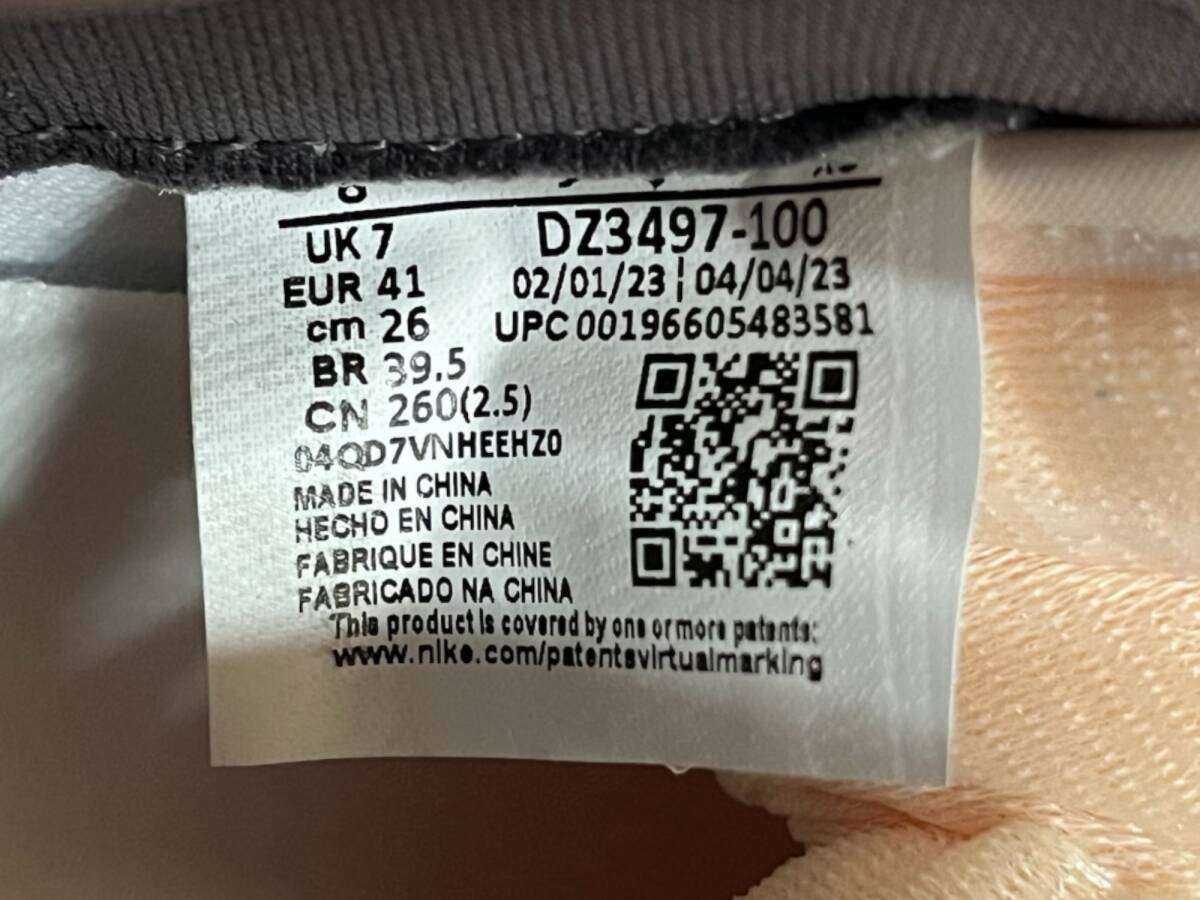 UK 7 DZ3497-100
EUR 41 02/01/23 | 04/04/23
cm 26 UPC 00196605483581
BR 39.5
CN 260(2.5)
04QD7VNHEEHZ0
MADE IN CHINA
HECHO EN CHINA
FABRIQUE EN CHINE
FABRICADO NA CHINA
This product is covered by one or more patents:
www.nike.com/patentsvirtualmarking